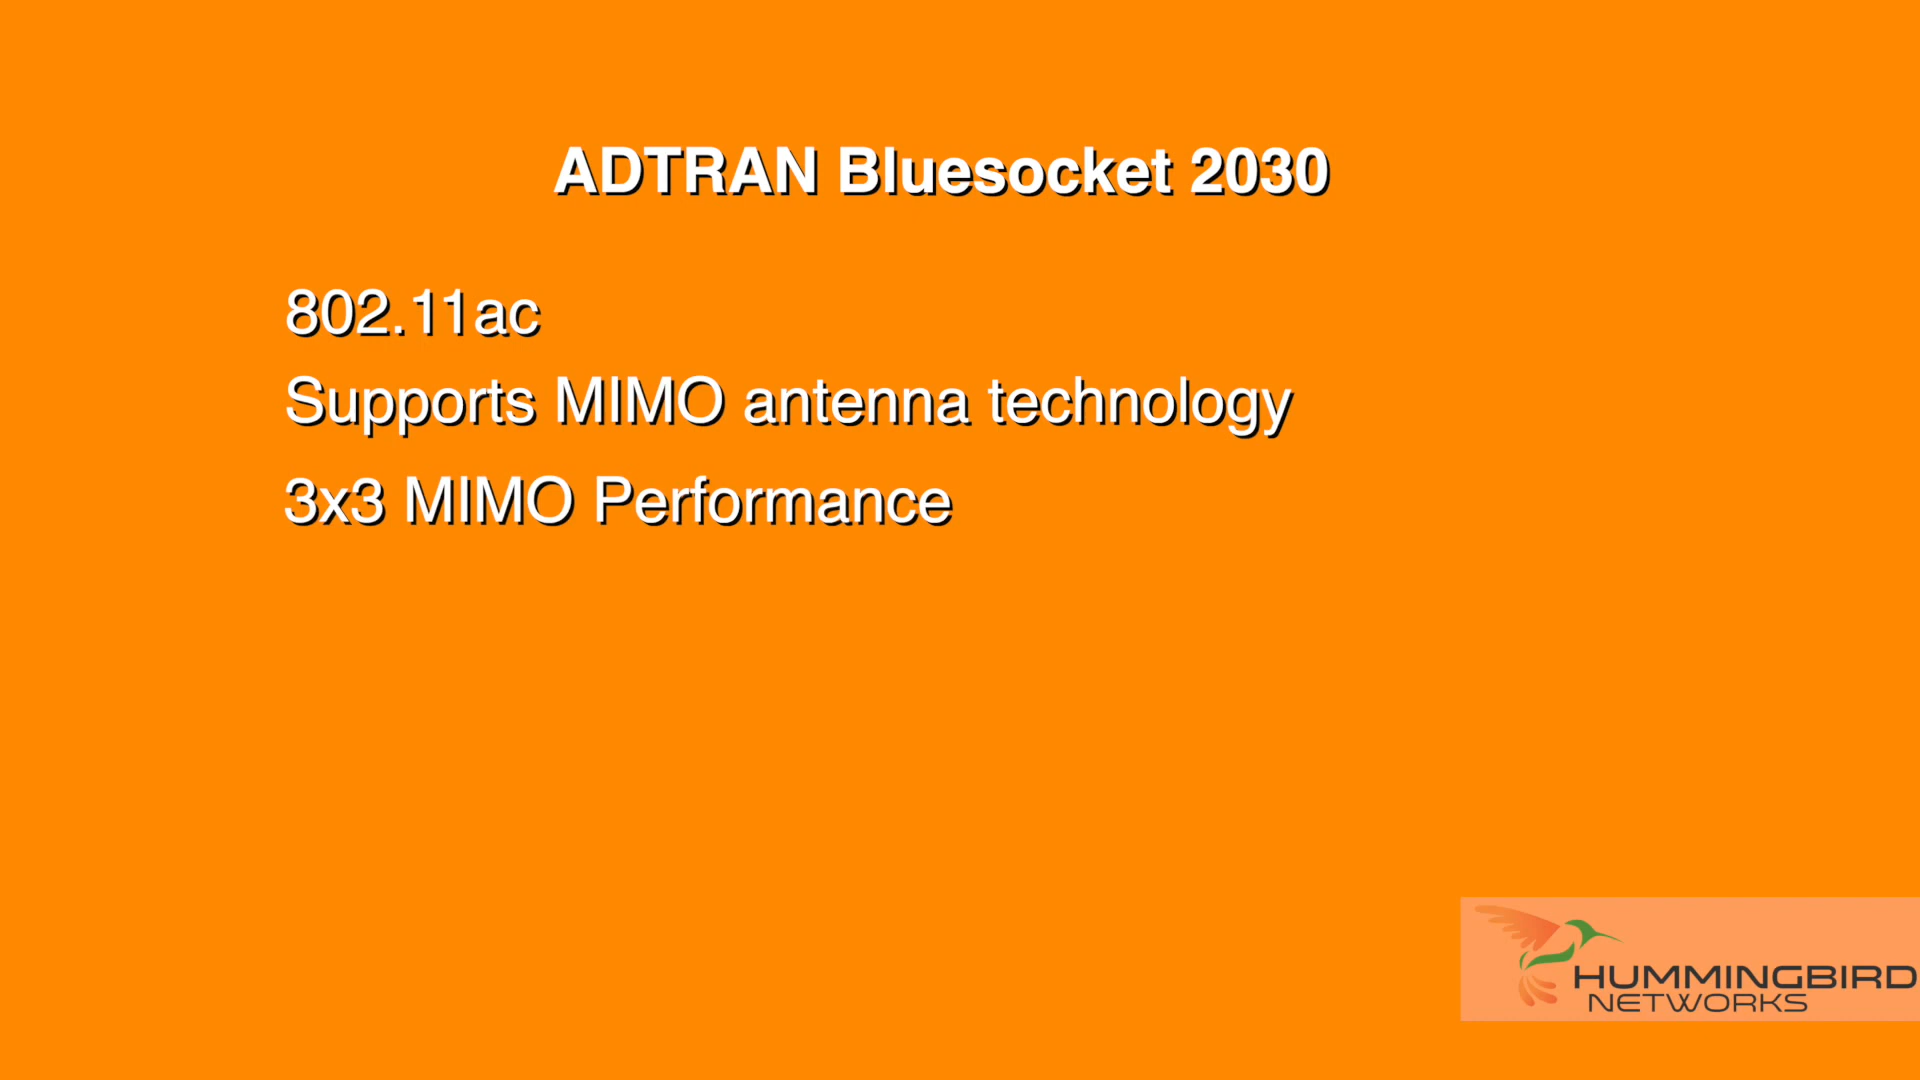 ADTRAN Bluesocket 2030
802.11ac
Supports MIMO antenna technology
3x3 MIMO Performance
HUMMINGBIRD
NETWORKS